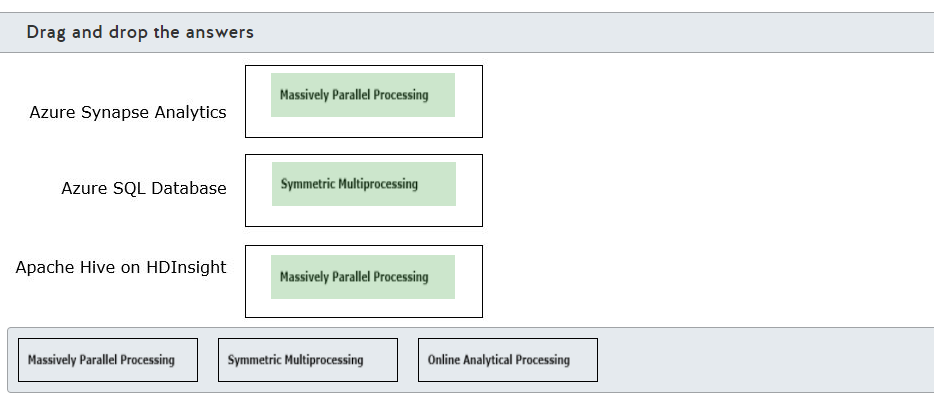 Drag and drop the answers
Azure Synapse Analytics
Massively Parallel Processing
Azure SQL Database
Symmetric Multiprocessing
Apache Hive on HDInsight
Massively Parallel Processing
Massively Parallel Processing
Symmetric Multiprocessing
Online Analytical Processing